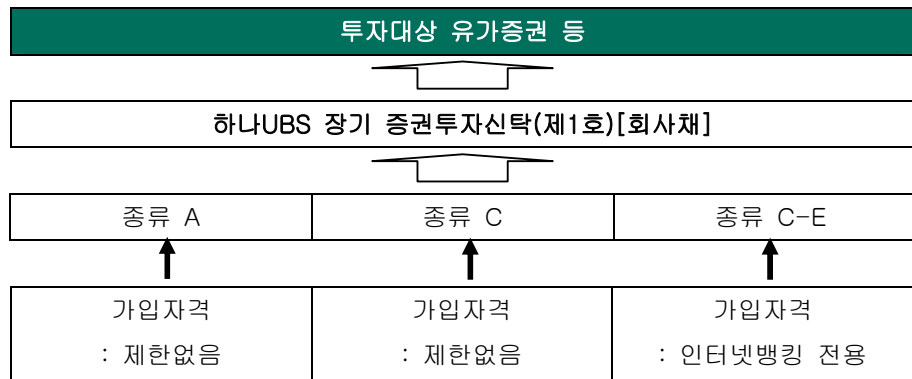 투자대상 유가증권 등
하나UBS 장기 증권투자신탁(제1호)[회사채]
종류 A
종류 C
종류 C-E
가입자격
: 제한없음
가입자격
: 제한없음
가입자격
: 인터넷뱅킹 전용